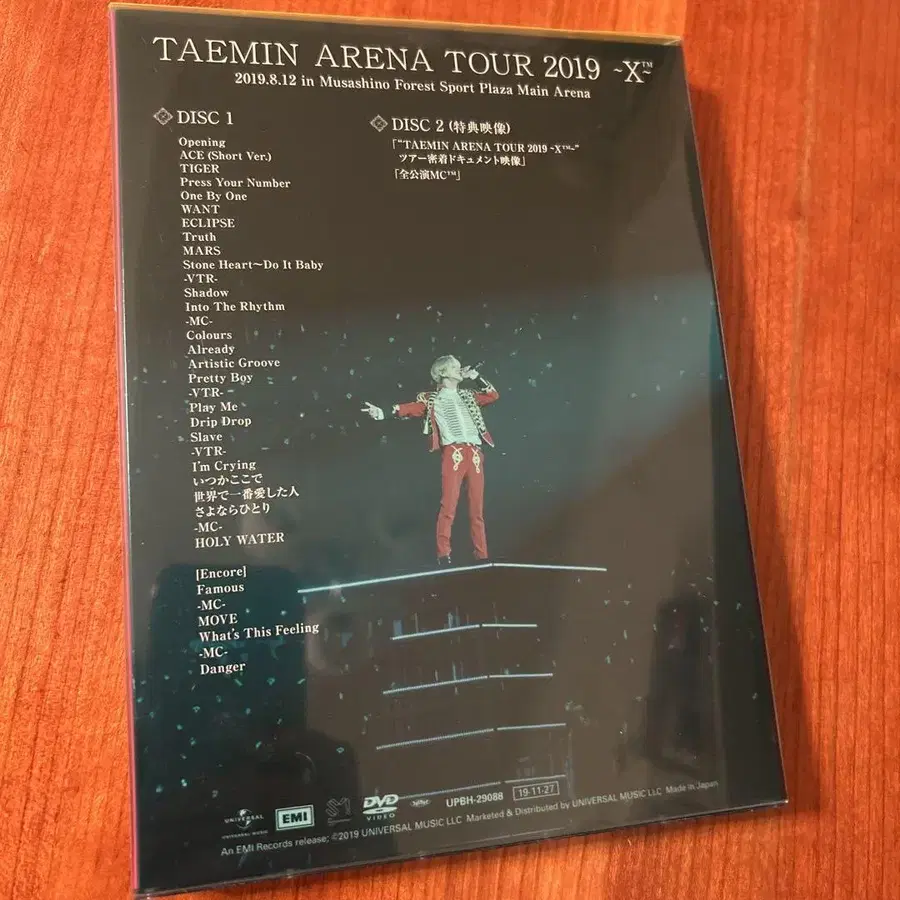 TAEMIN ARENA TOUR 2019 ~X™~
2019.8.12 in Musashino Forest Sport Plaza Main Arena
DISC 1
Opening
ACE (Short Ver.)
TIGER
Press Your Number
One By One
WANT
ECLIPSE
Truth
MARS
Stone Heart〜Do It Baby
-VTR-
Shadow
Into The Rhythm
-MC-
Colours
Already
Artistic Groove
Pretty Boy
-VTR-
Play Me
Drip Drop
Slave
-VTR-
I'm Crying
いつかここで
世界で一番愛した人
さよならひとり
-MC-
HOLY WATER
[Encore]
Famous
-MC-
MOVE
What's This Feeling
-MC-
Danger
DISC 2 (特典映像)
「"TAEMIN ARENA TOUR 2019 ~X™~"
ツアー密着ドキュメント映像」
「全公演MC™」
UNIVERSAL
UNIVERSAL MUSIC
EMI
SM
DVD
VIDEO
UPBH-29088
19-11-27
An EMI Records release; ©2019 UNIVERSAL MUSIC LLC Marketed & Distributed by UNIVERSAL MUSIC LLC Made in Japan